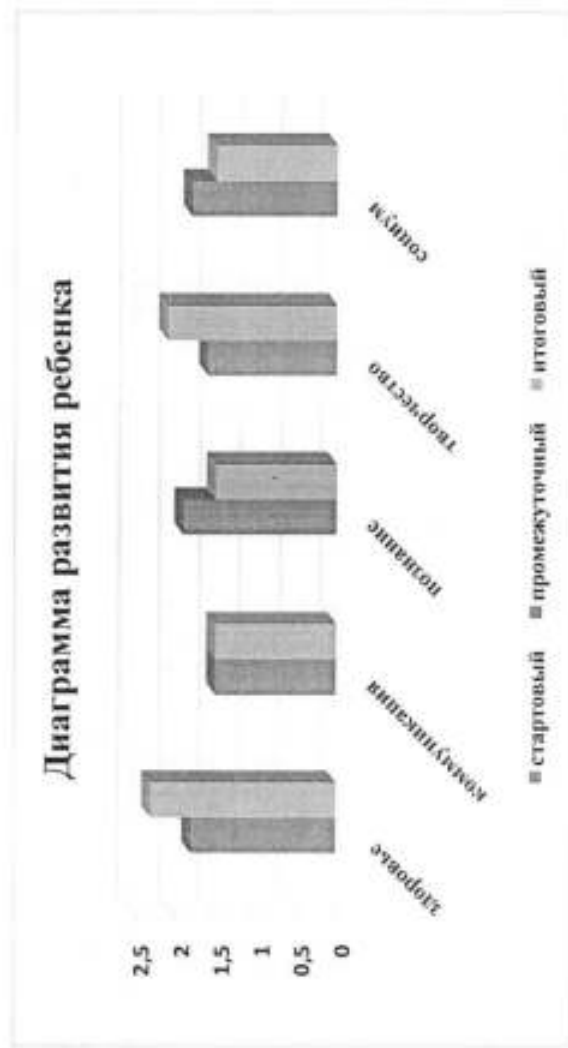 Диаграмма развития ребенка
2,5
2
1,5
1
0,5
0
здоровье
коммуникация
познание
творчество
социум
стартовый промежуточный итоговый